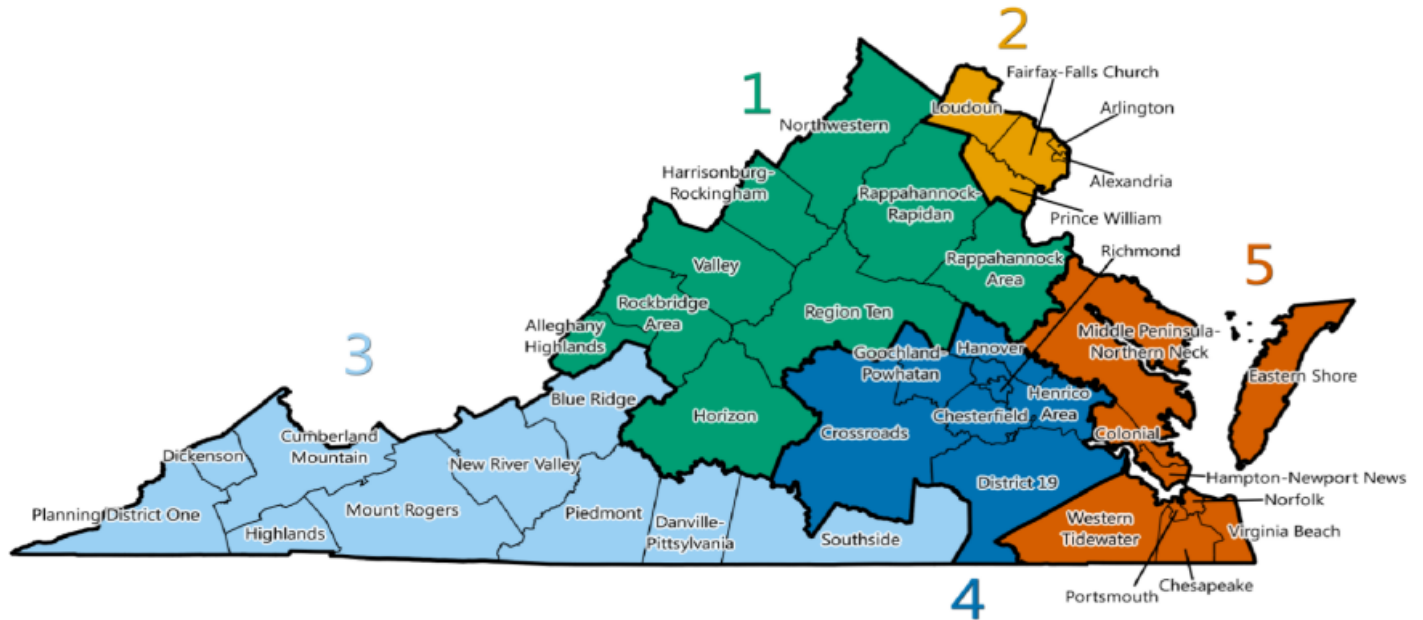 2
Fairfax-Falls Church
1
Loudoun
Arlington
Northwestern
Harrisonburg-
Rockingham
Alexandria
Rappahannock-
Rapidan
Prince William
Richmond
5
Valley
Rappahannock
Area
Rockbridge
Area
Region Ten
Alleghany
Highlands
3
Middle Peninsula-
Northern Neck
Goochland-
Powhatan
Hanover
Eastern Shore
Blue Ridge
Henrico
Area
Horizon
Chesterfield
Crossroads
Colonial
Cumberland
Mountain
Dickenson
New River Valley
Hampton-Newport News
District 19
Norfolk
Planning District One
Mount Rogers
Piedmont
Danville-
Pittsylvania
Highlands
Southside
Western
Tidewater
Virginia Beach
Chesapeake
Portsmouth
4